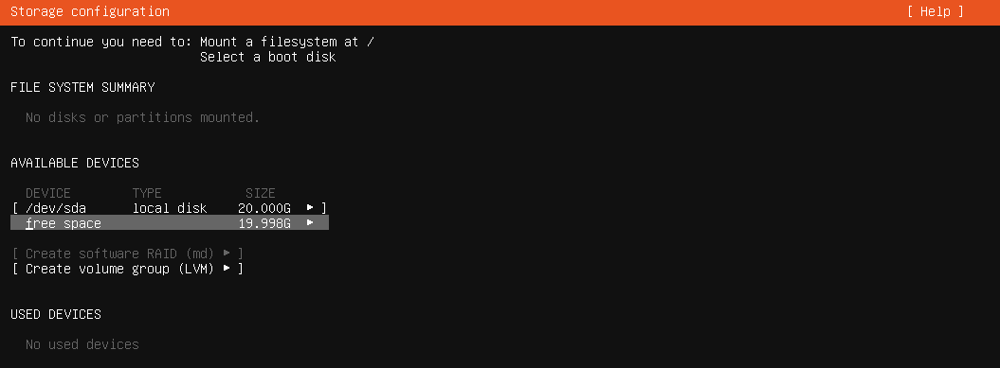 Storage configuration [ Help ]
To continue you need to: Mount a filesystem at /
Select a boot disk
FILE SYSTEM SUMMARY
No disks or partitions mounted.
AVAILABLE DEVICES
DEVICE TYPE SIZE
[ /dev/sda local disk 20.000G ▶ ]
free space 19.998G ▶
[ Create software RAID (md) ▶ ]
[ Create volume group (LVM) ▶ ]
USED DEVICES
No used devices